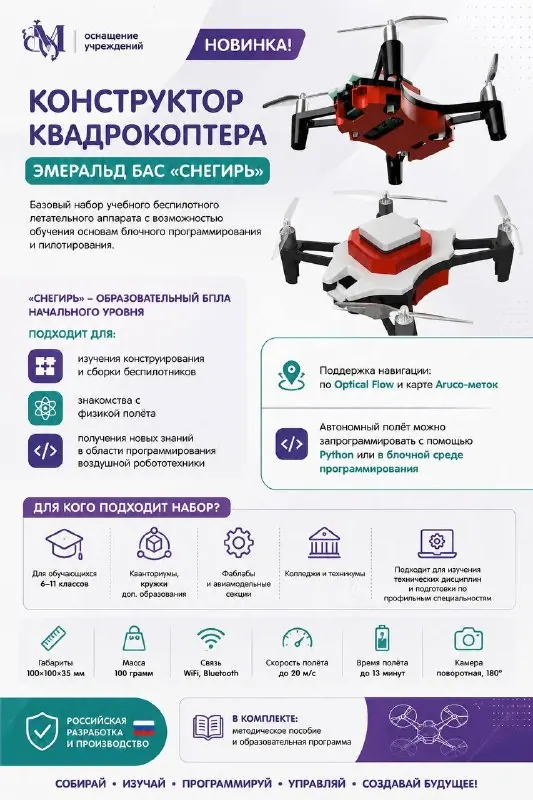 оснащение
учреждений
НОВИНКА!
КОНСТРУКТОР
КВАДРОКОПТЕРА
ЭМЕРАЛЬД БАС «СНЕГИРЬ»
Базовый набор учебного беспилотного
летательного аппарата с возможностью
обучения основам блочного программирования
и пилотирования.
«СНЕГИРЬ» – ОБРАЗОВАТЕЛЬНЫЙ БПЛА
НАЧАЛЬНОГО УРОВНЯ
ПОДХОДИТ ДЛЯ:
изучения конструирования
и сборки беспилотников
знакомства с
физикой полёта
получения новых знаний
в области программирования
воздушной робототехники
Поддержка навигации:
по Optical Flow и карте Aruco-меток
Автономный полёт можно
запрограммировать с помощью
Python или в блочной среде
программирования
ДЛЯ КОГО ПОДХОДИТ НАБОР?
Для обучающихся
6–11 классов
Кванториумы,
кружки
доп. образования
Фаблабы
и авиамодельные
секции
Колледжи и техникумы
Подходит для изучения
технических дисциплин
и подготовки по
профильным специальностям
Габариты
100×100×35 мм
Масса
100 грамм
Связь
WiFi, Bluetooth
Скорость полёта
до 20 м/с
Время полёта
до 13 минут
Камера
поворотная, 180°
РОССИЙСКАЯ
РАЗРАБОТКА
И ПРОИЗВОДСТВО
В КОМПЛЕКТЕ:
методическое пособие
и образовательная программа
СОБИРАЙ • ИЗУЧАЙ • ПРОГРАММИРУЙ • УПРАВЛЯЙ • СОЗДАВАЙ БУДУЩЕЕ!